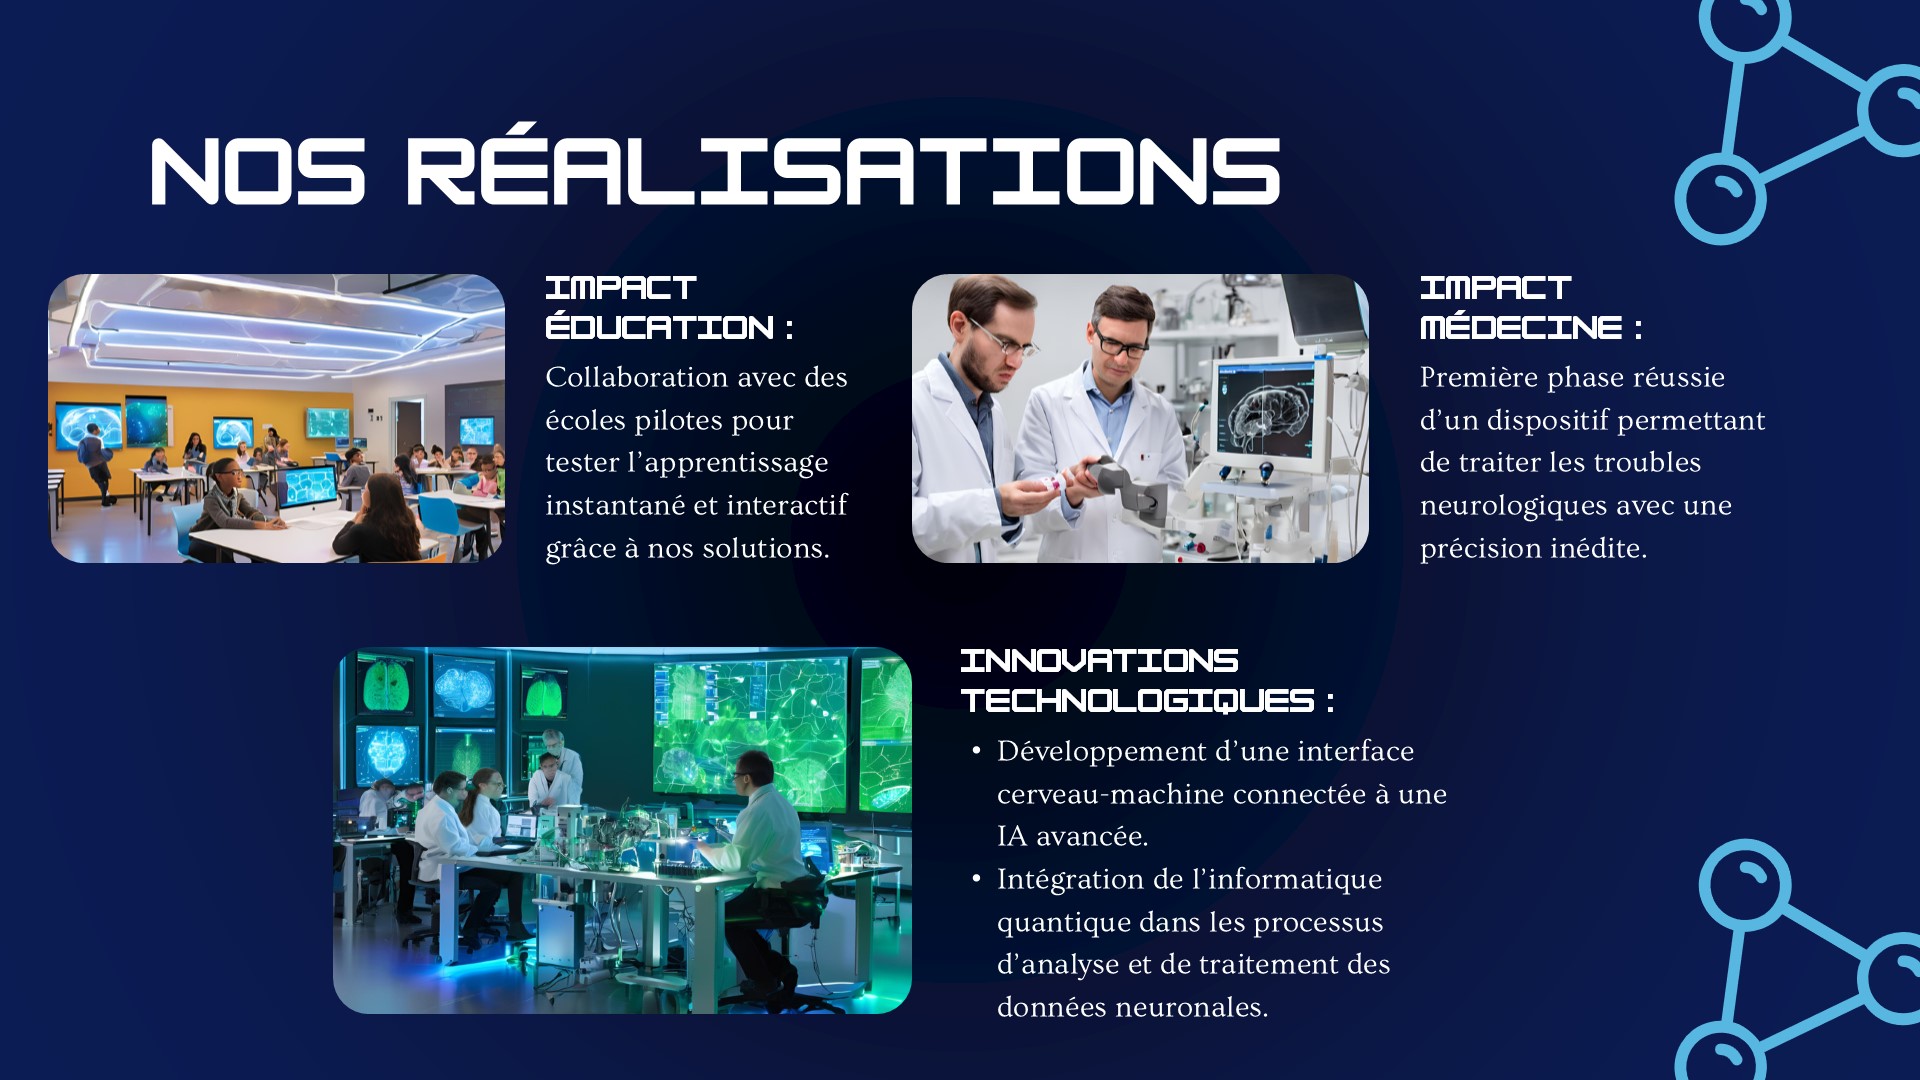 NOS RÉALISATIONS
IMPACT
ÉDUCATION :
Collaboration avec des
écoles pilotes pour
tester l’apprentissage
instantané et interactif
grâce à nos solutions.
IMPACT
MÉDECINE :
Première phase réussie
d’un dispositif permettant
de traiter les troubles
neurologiques avec une
précision inédite.
INNOVATIONS
TECHNOLOGIQUES :
• Développement d’une interface
cerveau-machine connectée à une
IA avancée.
• Intégration de l’informatique
quantique dans les processus
d’analyse et de traitement des
données neuronales.